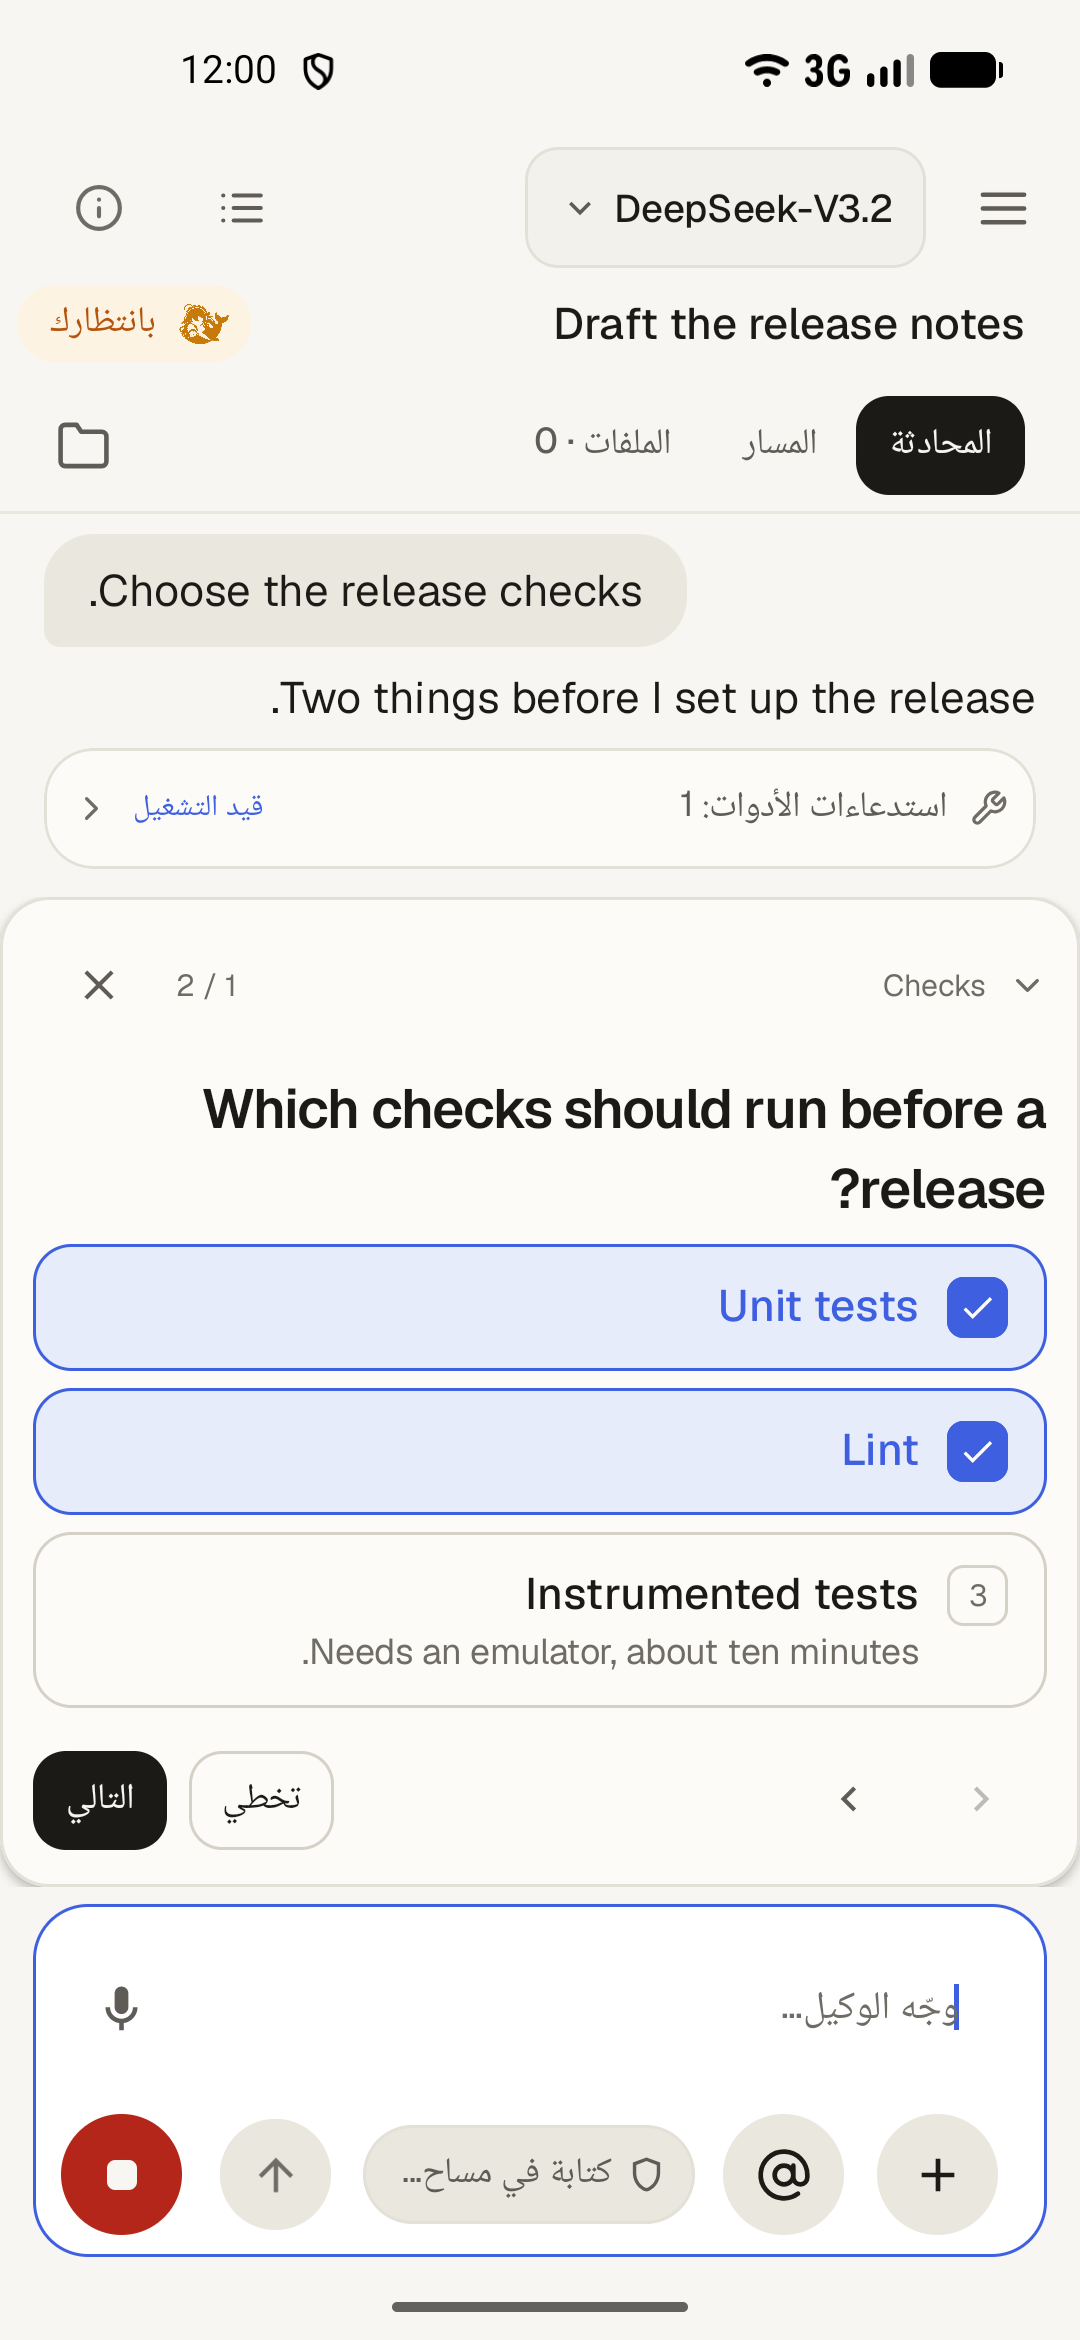 12:00
3G
DeepSeek-V3.2
Draft the release notes
بانتظارك
المحادثة
المسار
الملفات · 0
Choose the release checks.
Two things before I set up the release.
استدعاءات الأدوات: 1
قيد التشغيل
Checks
1 / 2
Which checks should run before a
release?
Unit tests
Lint
3
Instrumented tests
Needs an emulator, about ten minutes.
تخطي
التالي
وجّه الوكيل…
كتابة في مساح…